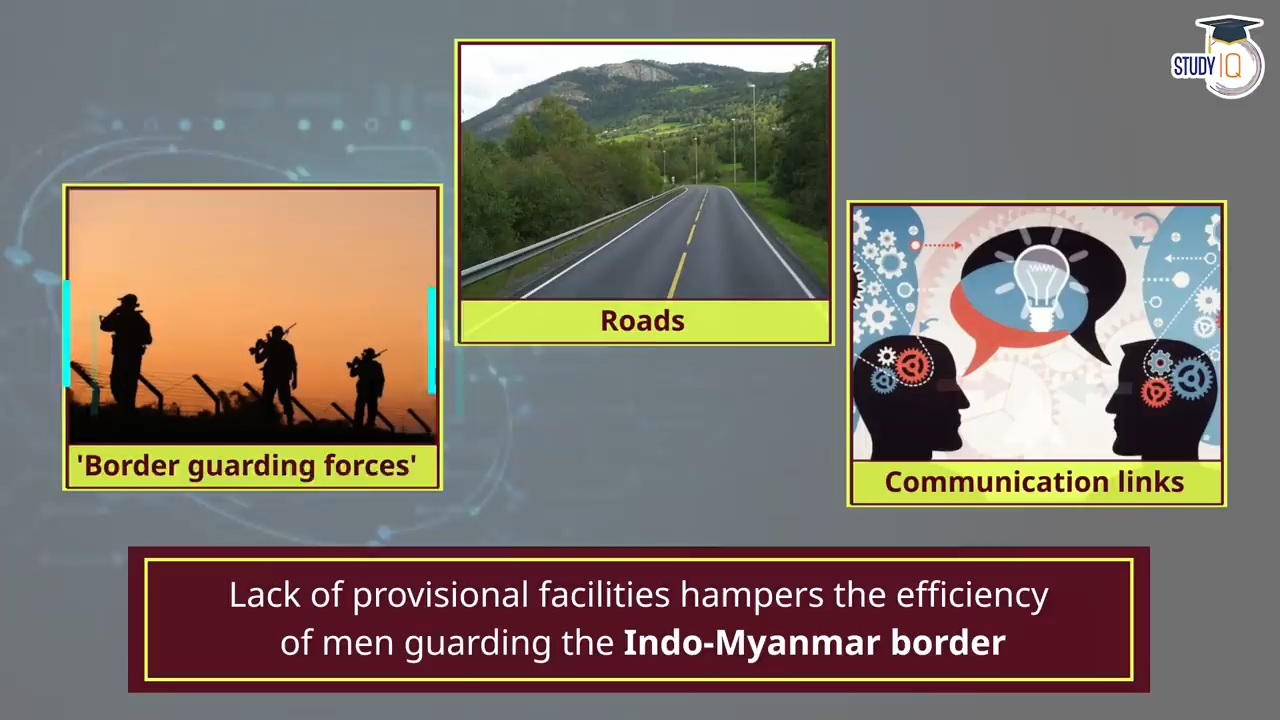 STUDY IQ
Roads
'Border guarding forces'
Communication links
Lack of provisional facilities hampers the efficiency
of men guarding the Indo-Myanmar border